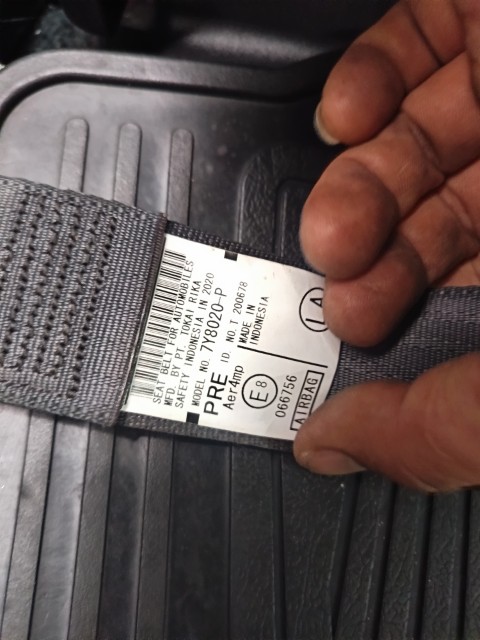 SEAT BELT FOR AUTOMOBILES
MFD. BY PT. TOKAI RIKA
SAFETY INDONESIA IN 2020
MODEL NO. 7Y8020-P
PRE I.D. NO.T 200678
Aer4mp MADE IN
INDONESIA
E8
066756
AIRBAG
A